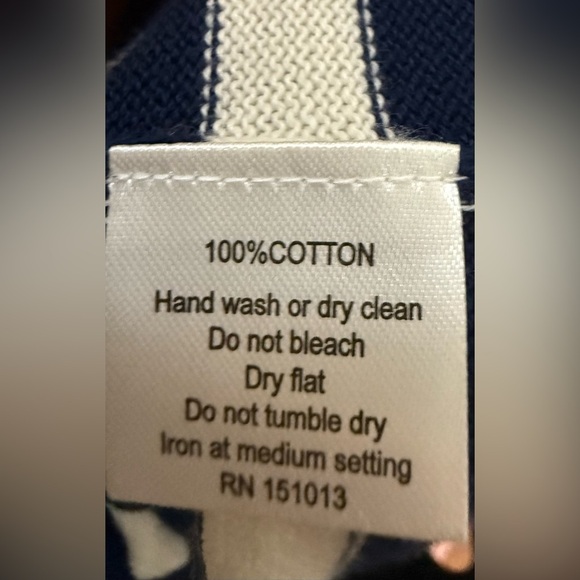 100%COTTON
Hand wash or dry clean
Do not bleach
Dry flat
Do not tumble dry
Iron at medium setting
RN 151013